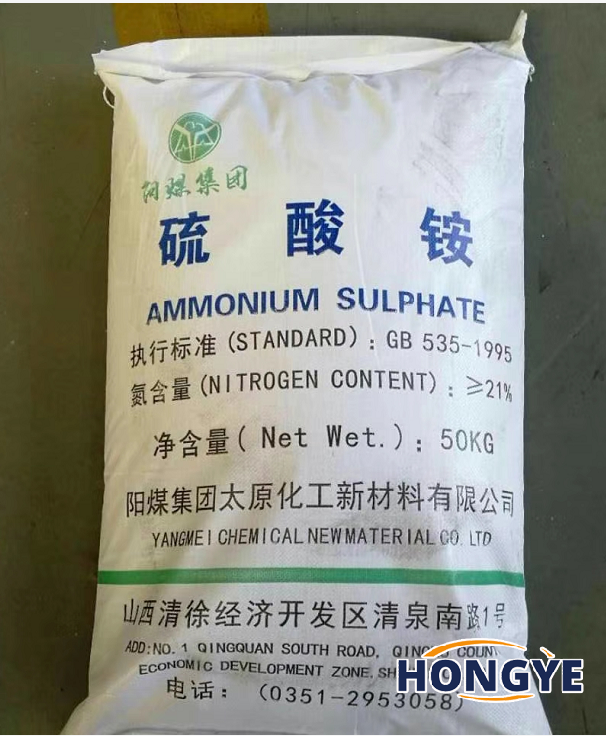 阳煤集团
硫酸铵
AMMONIUM SULPHATE
执行标准(STANDARD):GB 535-1995
氮含量(NITROGEN CONTENT):≥21%
净含量(Net Wet.):50KG
阳煤集团太原化工新材料有限公司
YANGMEI CHEMICAL NEW MATERIAL CO. LTD
山西清徐经济开发区清泉南路1号
ADD:NO.1 QINGQUAN SOUTH ROAD,
ECONOMIC DEVELOPMENT ZONE.
电话:(0351-2953058)
HONGYE